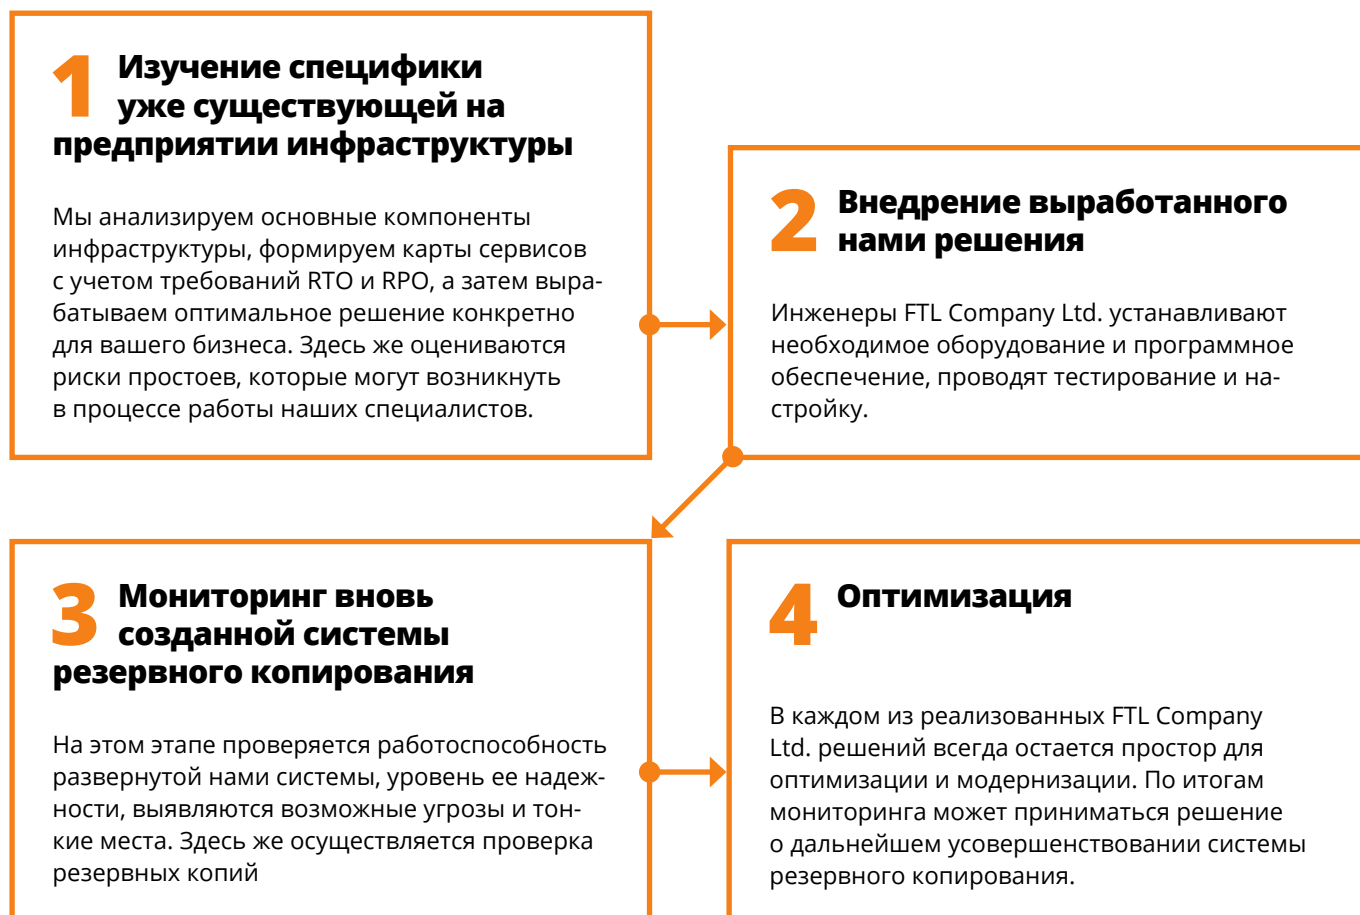 1 Изучение специфики
уже существующей на
предприятии инфраструктуры
Мы анализируем основные компоненты
инфраструктуры, формируем карты сервисов
с учетом требований RTO и RPO, а затем выра-
батываем оптимальное решение конкретно
для вашего бизнеса. Здесь же оцениваются
риски простоев, которые могут возникнуть
в процессе работы наших специалистов.
2 Внедрение выработанного
нами решения
Инженеры FTL Company Ltd. устанавливают
необходимое оборудование и программное
обеспечение, проводят тестирование и на-
стройку.
3 Мониторинг вновь
созданной системы
резервного копирования
На этом этапе проверяется работоспособность
развернутой нами системы, уровень ее надеж-
ности, выявляются возможные угрозы и тон-
кие места. Здесь же осуществляется проверка
резервных копий
4 Оптимизация
В каждом из реализованных FTL Company
Ltd. решений всегда остается простор для
оптимизации и модернизации. По итогам
мониторинга может приниматься решение
о дальнейшем усовершенствовании системы
резервного копирования.